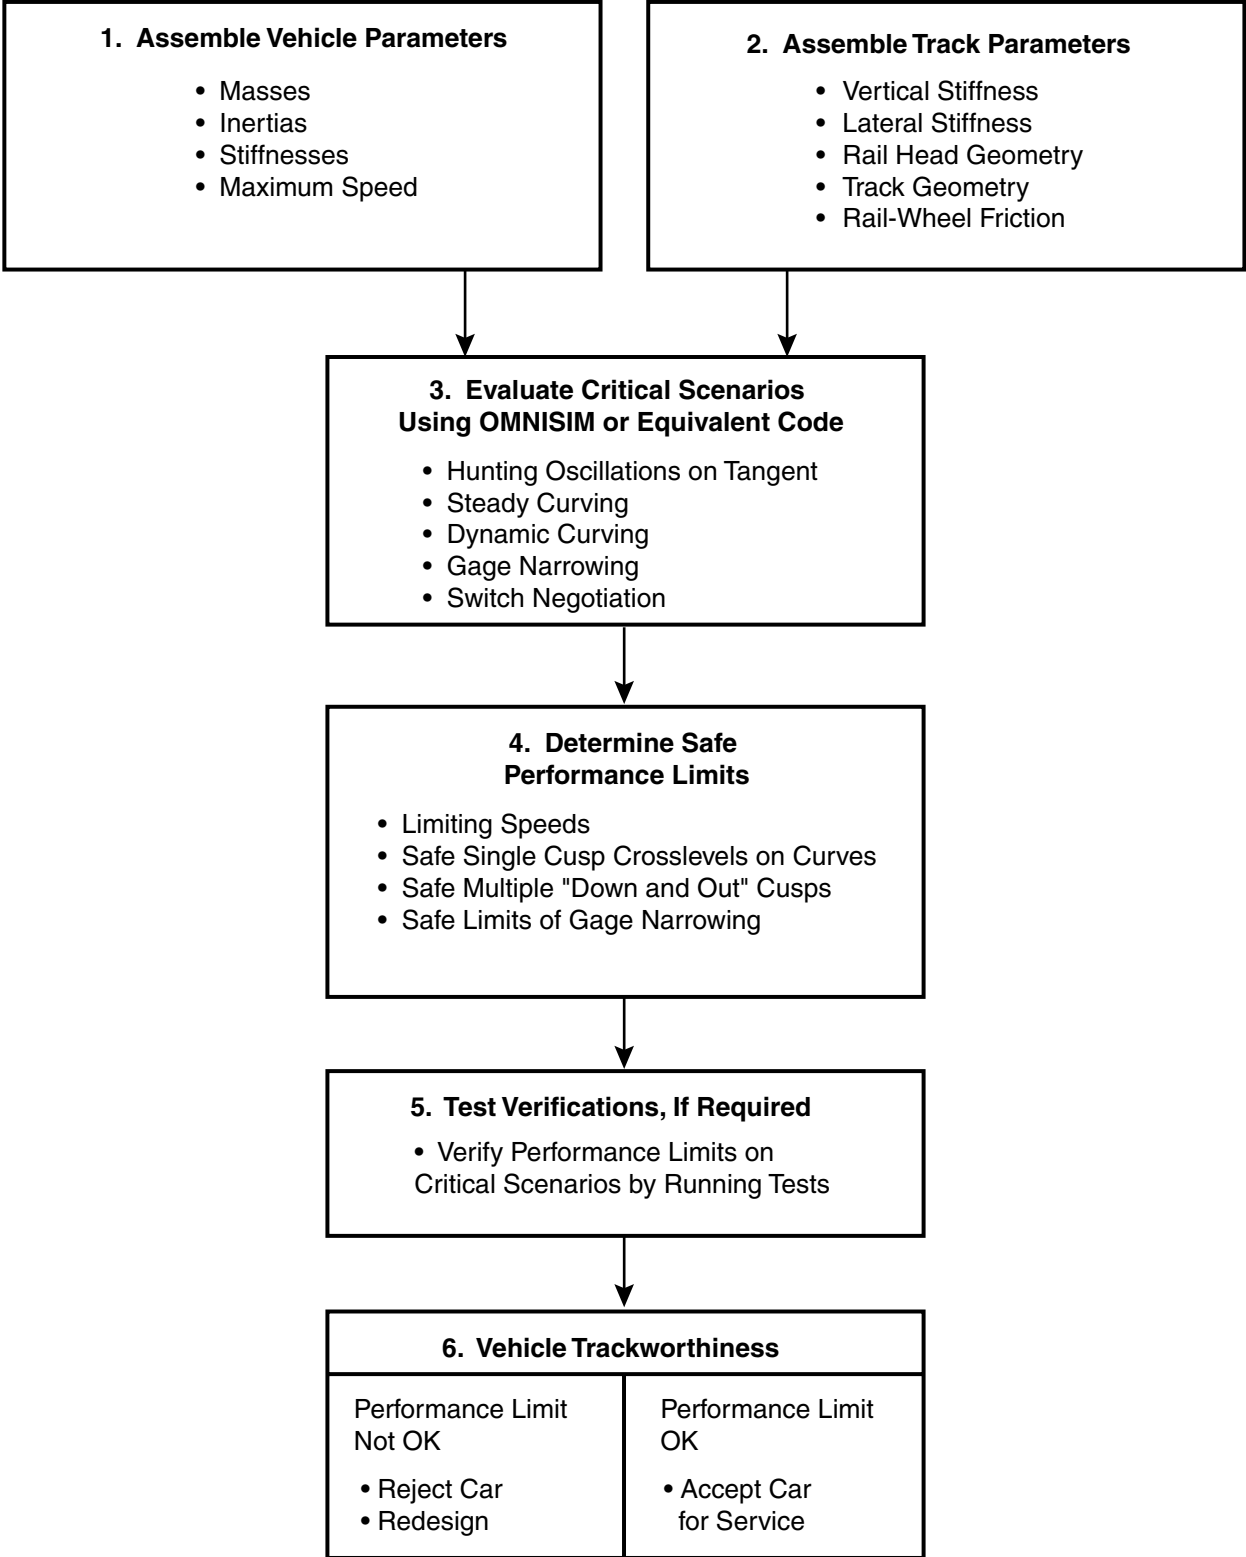 1. Assemble Vehicle Parameters
• Masses
• Inertias
• Stiffnesses
• Maximum Speed
2. Assemble Track Parameters
• Vertical Stiffness
• Lateral Stiffness
• Rail Head Geometry
• Track Geometry
• Rail-Wheel Friction
3. Evaluate Critical Scenarios
Using OMNISIM or Equivalent Code
• Hunting Oscillations on Tangent
• Steady Curving
• Dynamic Curving
• Gage Narrowing
• Switch Negotiation
4. Determine Safe
Performance Limits
• Limiting Speeds
• Safe Single Cusp Crosslevels on Curves
• Safe Multiple "Down and Out" Cusps
• Safe Limits of Gage Narrowing
5. Test Verifications, If Required
• Verify Performance Limits on
Critical Scenarios by Running Tests
6. Vehicle Trackworthiness
Performance Limit
Not OK
• Reject Car
• Redesign
Performance Limit
OK
• Accept Car
for Service